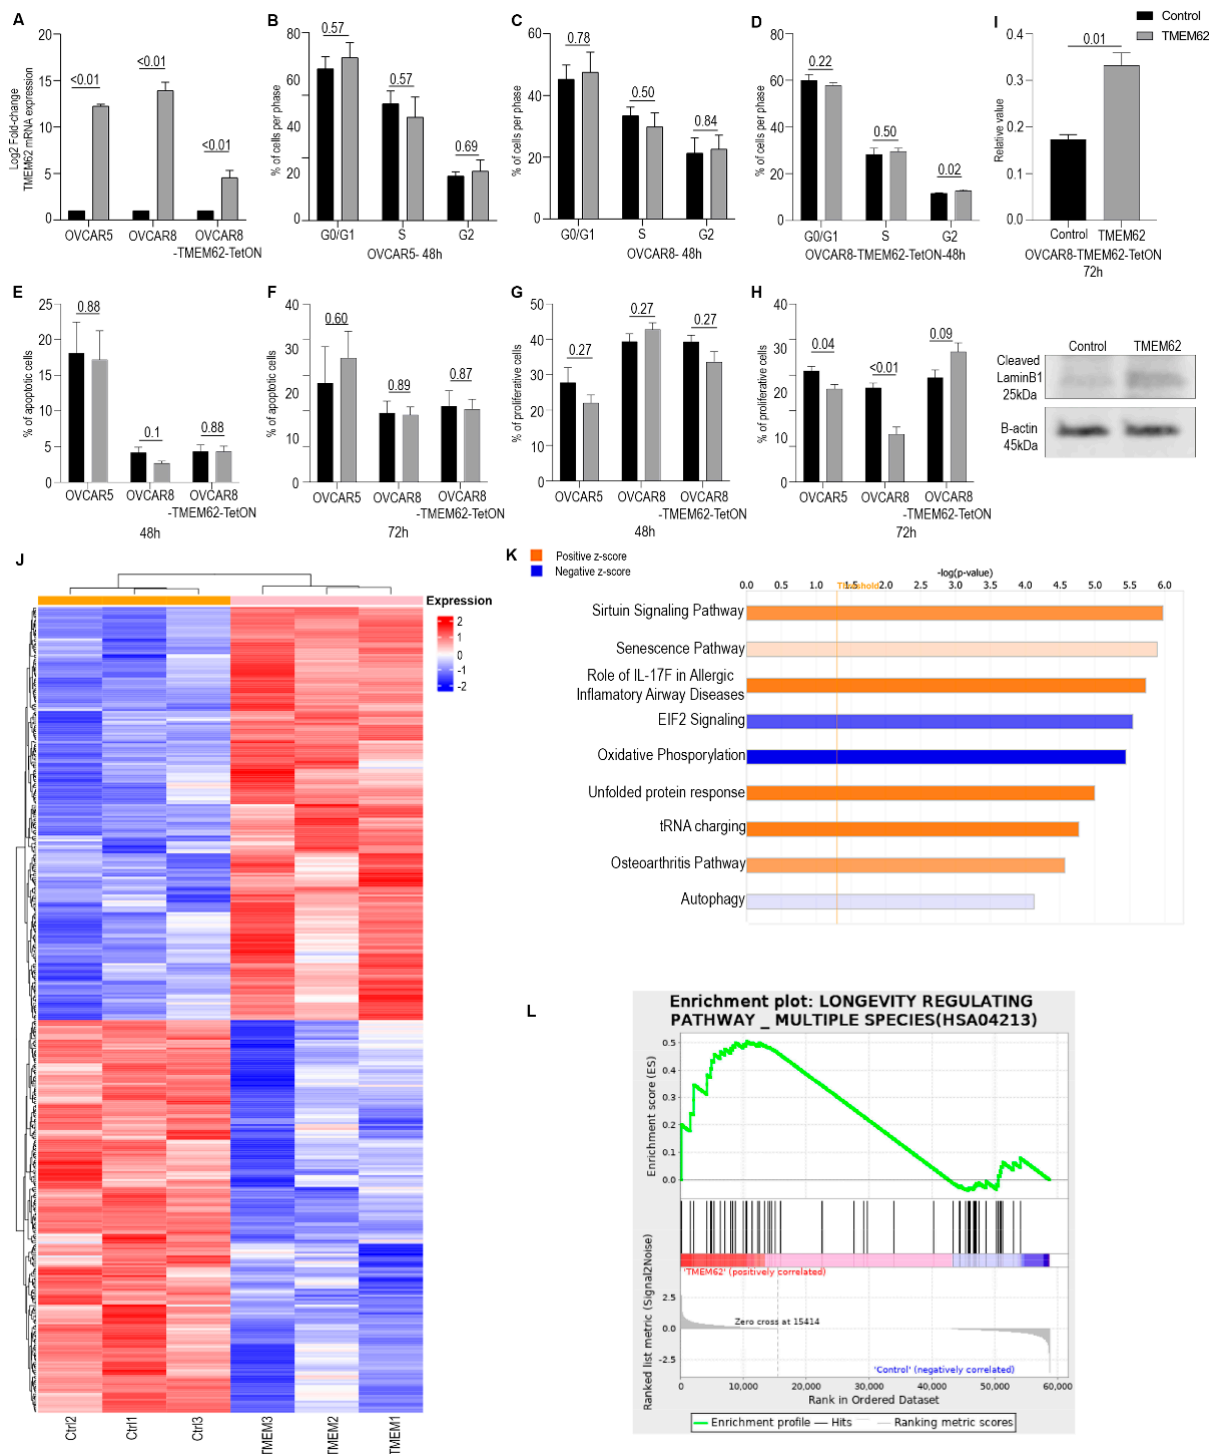 A
B
C
D
I
Control
TMEM62
Log2 Fold-change
TMEM62 mRNA expression
20
15
10
5
0
<0.01
<0.01
<0.01
OVCAR5
OVCAR8
OVCAR8
-TMEM62-TetON
% of cells per phase
80
60
40
20
0
0.57
0.57
0.69
G0/G1
S
G2
OVCAR5- 48h
% of cells per phase
60
40
20
0
0.78
0.50
0.84
G0/G1
S
G2
OVCAR8- 48h
% of cells per phase
80
60
40
20
0
0.22
0.50
0.02
G0/G1
S
G2
OVCAR8-TMEM62-TetON-48h
Relative value
0.4
0.3
0.2
0.1
0.0
0.01
Control
TMEM62
OVCAR8-TMEM62-TetON
72h
E
F
G
H
% of apoptotic cells
25
20
15
10
5
0
0.88
0.1
0.88
OVCAR5
OVCAR8
OVCAR8
-TMEM62-TetON
48h
% of apoptotic cells
40
30
20
10
0
0.60
0.89
0.87
OVCAR5
OVCAR8
OVCAR8
-TMEM62-TetON
72h
% of proliferative cells
50
40
30
20
10
0
0.27
0.27
0.27
OVCAR5
OVCAR8
OVCAR8
-TMEM62-TetON
48h
% of proliferative cells
40
30
20
10
0
0.04
<0.01
0.09
OVCAR5
OVCAR8
OVCAR8
-TMEM62-TetON
72h
Control
TMEM62
Cleaved
LaminB1
25kDa
B-actin
45kDa
J
Expression
2
1
0
-1
-2
Ctrl2
Ctrl1
Ctrl3
TMEM3
TMEM2
TMEM1
K
Positive z-score
Negative z-score
-log(p-value)
0.0 0.5 1.0 1.5 2.0 2.5 3.0 3.5 4.0 4.5 5.0 5.5 6.0
Threshold
Sirtuin Signaling Pathway
Senescence Pathway
Role of IL-17F in Allergic
Inflamatory Airway Diseases
EIF2 Signaling
Oxidative Phosporylation
Unfolded protein response
tRNA charging
Osteoarthritis Pathway
Autophagy
L
Enrichment plot: LONGEVITY REGULATING
PATHWAY _ MULTIPLE SPECIES(HSA04213)
Enrichment score (ES)
0.5
0.4
0.3
0.2
0.1
0.0
'TMEM62' (positively correlated)
Ranked list metric (Signal2Noise)
2.5
0.0
-2.5
Zero cross at 15414
'Control' (negatively correlated)
0 10,000 20,000 30,000 40,000 50,000 60,000
Rank in Ordered Dataset
Enrichment profile Hits Ranking metric scores